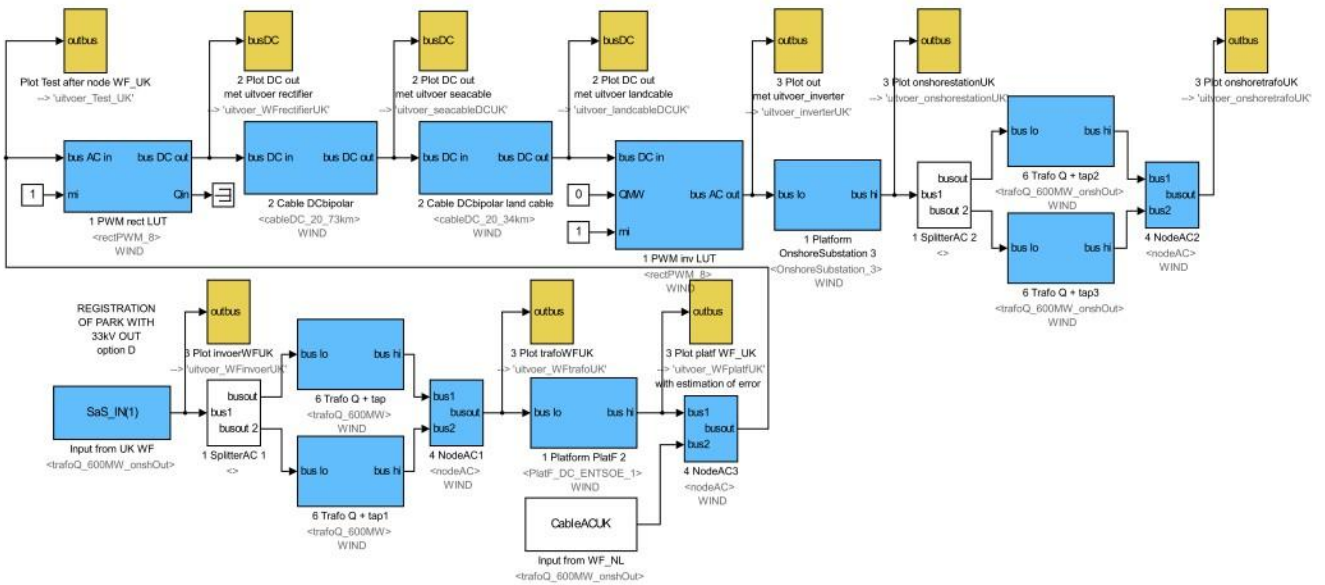 outbus
Plot Test after node WF_UK
--> 'uitvoer_Test_UK'
busDC
2 Plot DC out
met uitvoer rectifier
--> 'uitvoer_WFrectifierUK'
busDC
2 Plot DC out
met uitvoer seacable
--> 'uitvoer_seacableDCUK'
busDC
2 Plot DC out
met uitvoer landcable
--> 'uitvoer_landcableDCUK'
outbus
3 Plot out
met uitvoer_inverter
--> 'uitvoer_inverterUK'
outbus
3 Plot onshorestationUK
--> 'uitvoer_onshorestationUK'
outbus
3 Plot onshoretrafoUK
--> 'uitvoer_onshoretrafoUK'
bus AC in
bus DC out
1
mi
Qin
1 PWM rect LUT
<rectPWM_8>
WIND
bus DC in
bus DC out
2 Cable DCbipolar
<cableDC_20_73km>
WIND
bus DC in
bus DC out
2 Cable DCbipolar land cable
<cableDC_20_34km>
WIND
bus DC in
0
QMW
bus AC out
1
mi
1 PWM inv LUT
<rectPWM_8>
WIND
bus lo
bus hi
1 Platform
OnshoreSubstation 3
<OnshoreSubstation_3>
WIND
busout
bus1
busout 2
1 SplitterAC 2
<>
bus lo
bus hi
6 Trafo Q + tap2
<trafoQ_600MW_onshOut>
WIND
bus lo
bus hi
6 Trafo Q + tap3
<trafoQ_600MW_onshOut>
WIND
bus1
busout
bus2
4 NodeAC2
<nodeAC>
WIND
REGISTRATION
OF PARK WITH
33kV OUT
option D
outbus
3 Plot invoerWFUK
--> 'uitvoer_WFinvoerUK'
SaS_IN(1)
Input from UK WF
<trafoQ_600MW_onshOut>
busout
bus1
busout 2
1 SplitterAC 1
<>
bus lo
bus hi
6 Trafo Q + tap
<trafoQ_600MW>
WIND
bus lo
bus hi
6 Trafo Q + tap1
<trafoQ_600MW>
WIND
bus1
busout
bus2
4 NodeAC1
<nodeAC>
WIND
outbus
3 Plot trafoWFUK
--> 'uitvoer_WFtrafoUK'
bus lo
bus hi
1 Platform PlatF 2
<PlatF_DC_ENTSOE_1>
WIND
outbus
3 Plot platf WF_UK
--> 'uitvoer_WFplatfUK'
with estimation of error
bus1
busout
bus2
4 NodeAC3
<nodeAC>
WIND
CableACUK
Input from WF_NL
<trafoQ_600MW_onshOut>